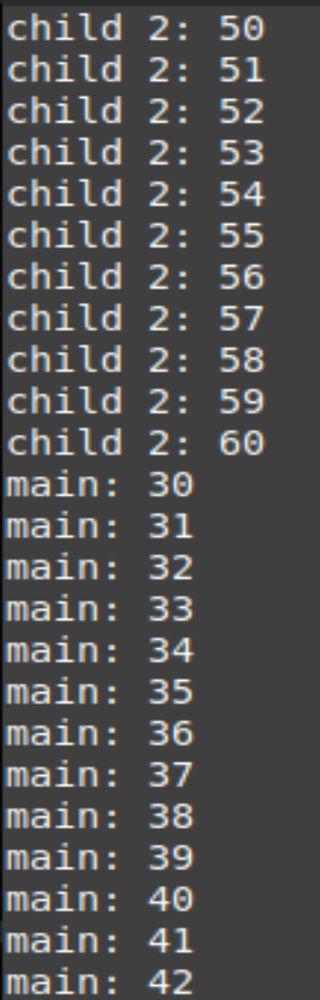 child 2: 50
child 2: 51
child 2: 52
child 2: 53
child 2: 54
child 2: 55
child 2: 56
child 2: 57
child 2: 58
child 2: 59
child 2: 60
main: 30
main: 31
main: 32
main: 33
main: 34
main: 35
main: 36
main: 37
main: 38
main: 39
main: 40
main: 41
main: 42